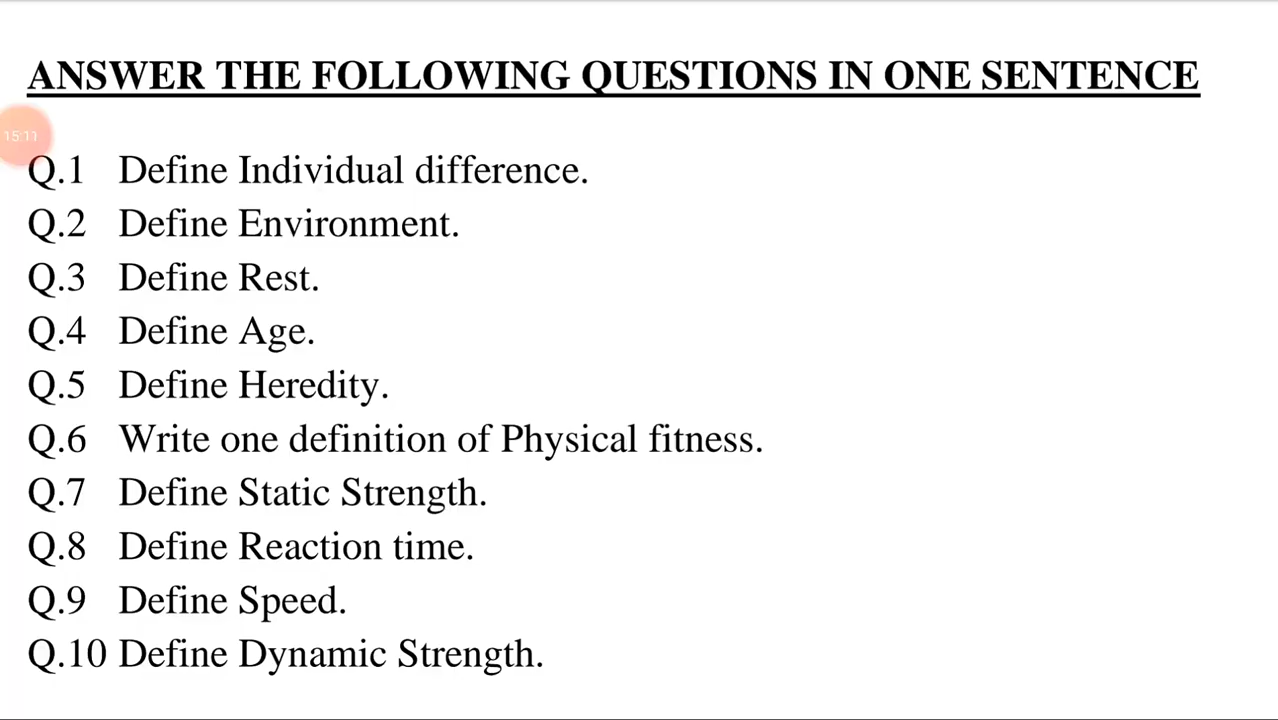 ANSWER THE FOLLOWING QUESTIONS IN ONE SENTENCE
15:11
Q.1 Define Individual difference.
Q.2 Define Environment.
Q.3 Define Rest.
Q.4 Define Age.
Q.5 Define Heredity.
Q.6 Write one definition of Physical fitness.
Q.7 Define Static Strength.
Q.8 Define Reaction time.
Q.9 Define Speed.
Q.10 Define Dynamic Strength.